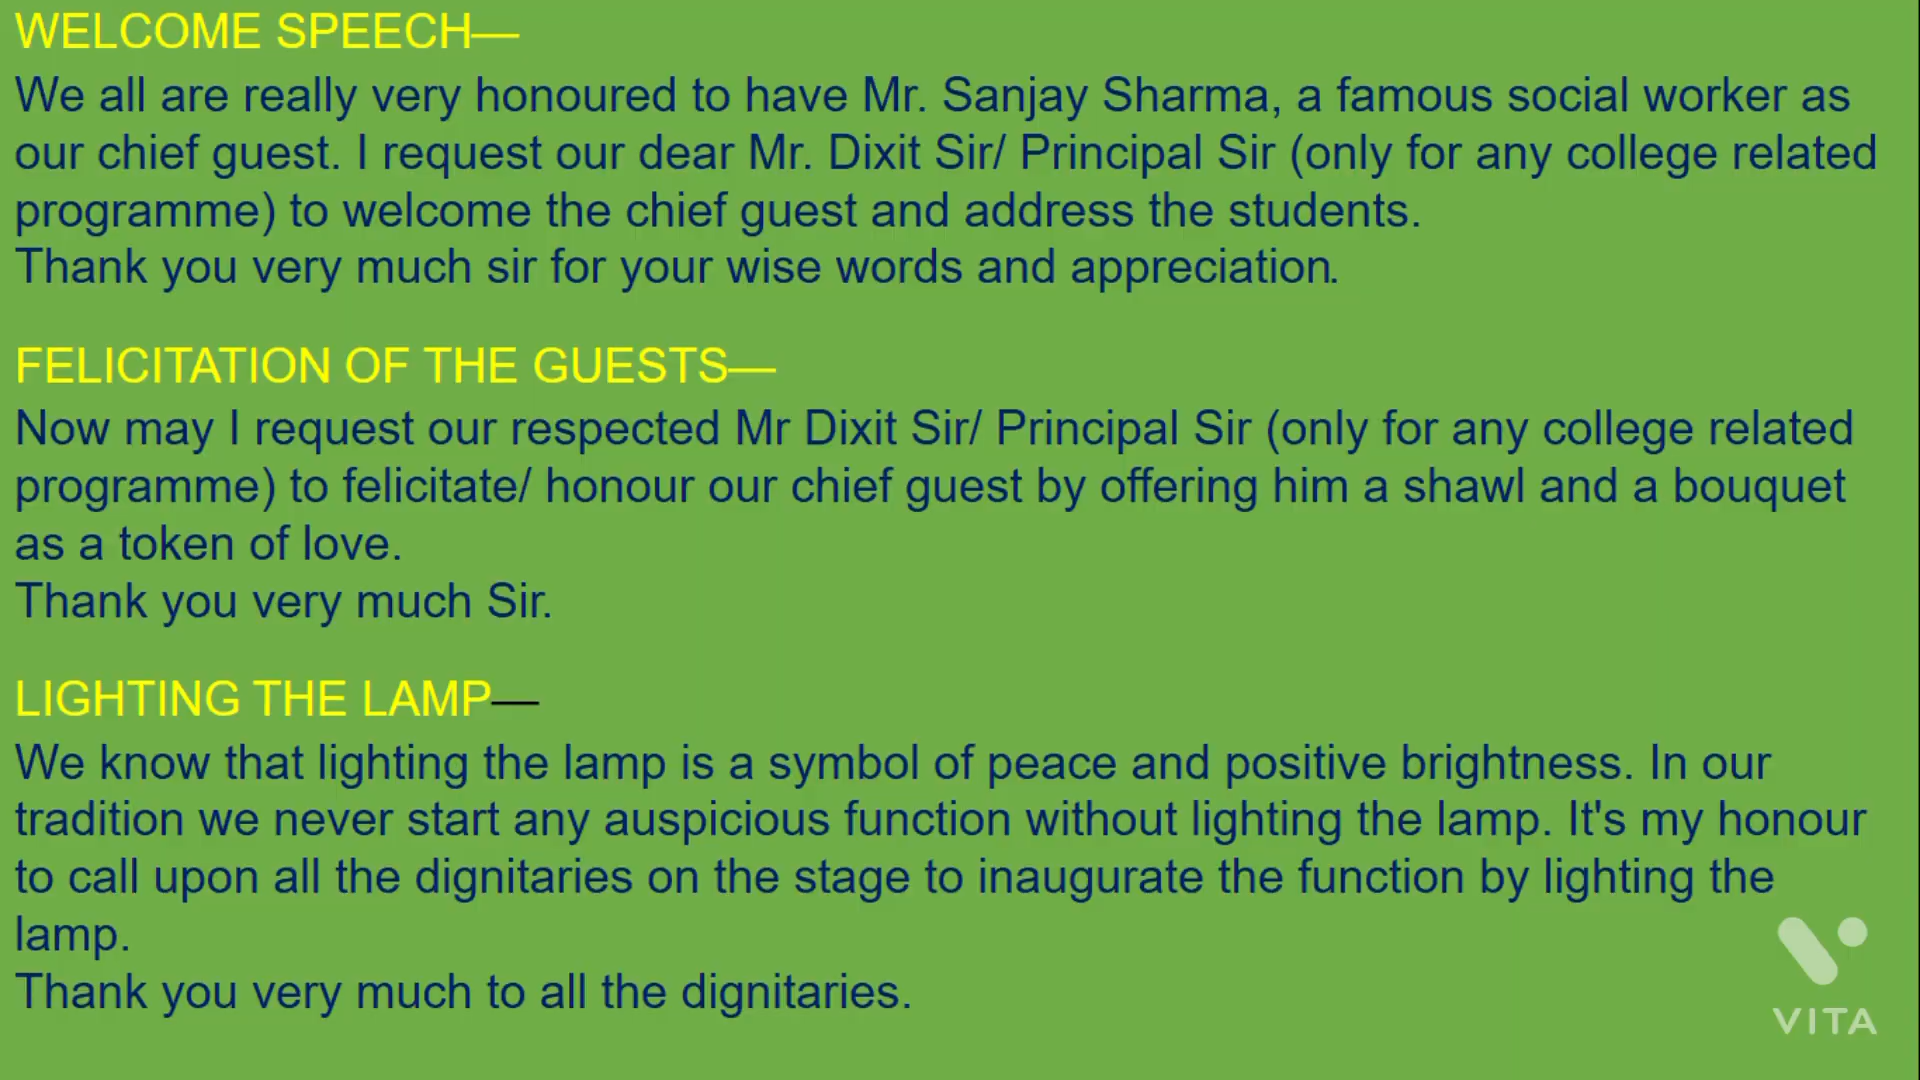 WELCOME SPEECH—
We all are really very honoured to have Mr. Sanjay Sharma, a famous social worker as
our chief guest. I request our dear Mr. Dixit Sir/ Principal Sir (only for any college related
programme) to welcome the chief guest and address the students.
Thank you very much sir for your wise words and appreciation.
FELICITATION OF THE GUESTS—
Now may I request our respected Mr Dixit Sir/ Principal Sir (only for any college related
programme) to felicitate/ honour our chief guest by offering him a shawl and a bouquet
as a token of love.
Thank you very much Sir.
LIGHTING THE LAMP—
We know that lighting the lamp is a symbol of peace and positive brightness. In our
tradition we never start any auspicious function without lighting the lamp. It's my honour
to call upon all the dignitaries on the stage to inaugurate the function by lighting the
lamp.
Thank you very much to all the dignitaries.
VITA